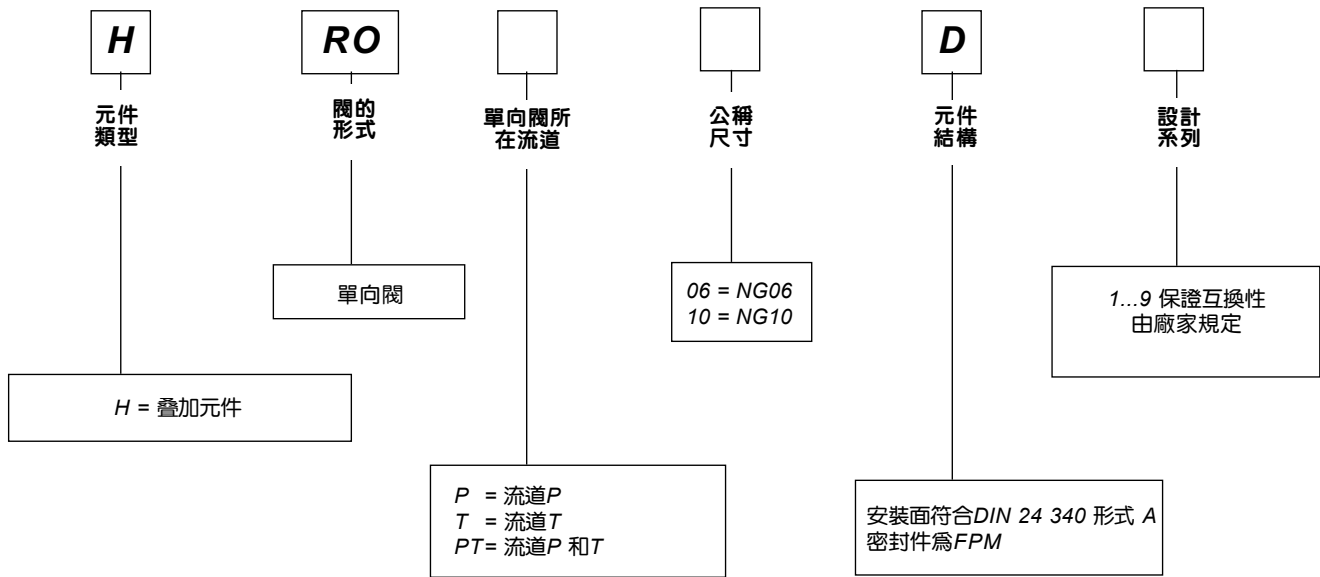 H
RO
D
元件
類型
閥的
形式
單向閥所
在流道
公稱
尺寸
元件
結構
設計
系列
單向閥
06 = NG06
10 = NG10
1...9 保證互換性
由廠家規定
H = 叠加元件
P = 流道P
T = 流道T
PT= 流道P 和T
安裝面符合DIN 24 340 形式 A
密封件爲FPM